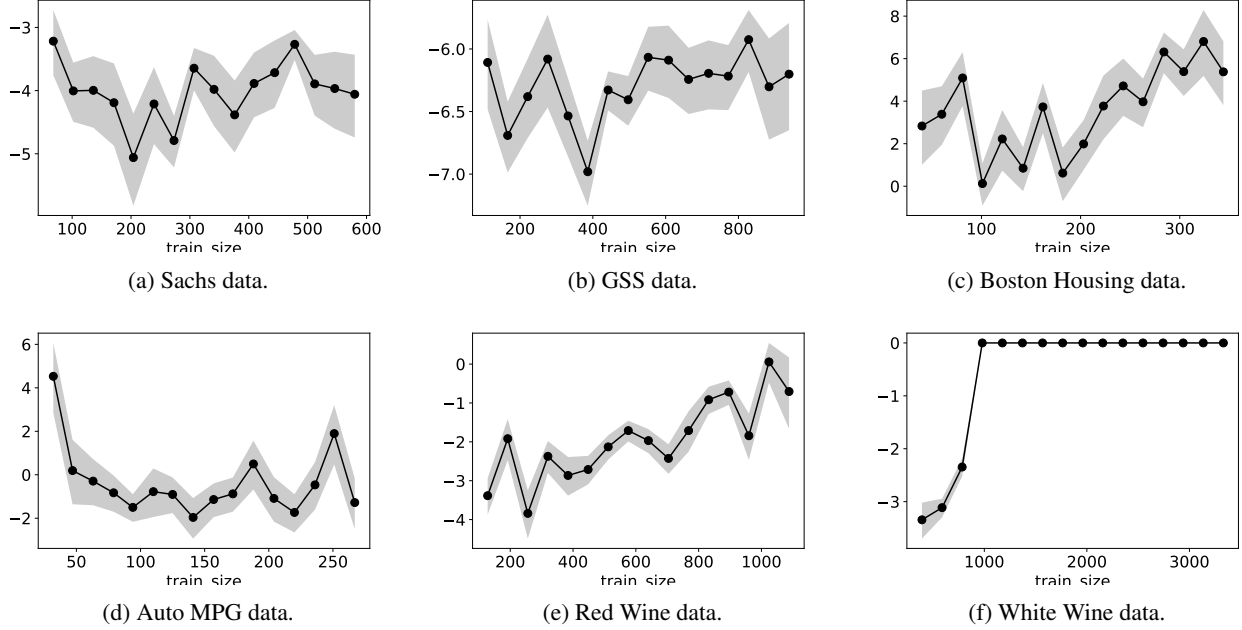 −3
−4
−5
100 200 300 400 500 600
train_size
(a) Sachs data.
−6.0
−6.5
−7.0
200 400 600 800
train_size
(b) GSS data.
8
6
4
2
0
100 200 300
train_size
(c) Boston Housing data.
6
4
2
0
−2
50 100 150 200 250
train_size
(d) Auto MPG data.
0
−1
−2
−3
−4
200 400 600 800 1000
train_size
(e) Red Wine data.
0
−1
−2
−3
1000 2000 3000
train_size
(f) White Wine data.